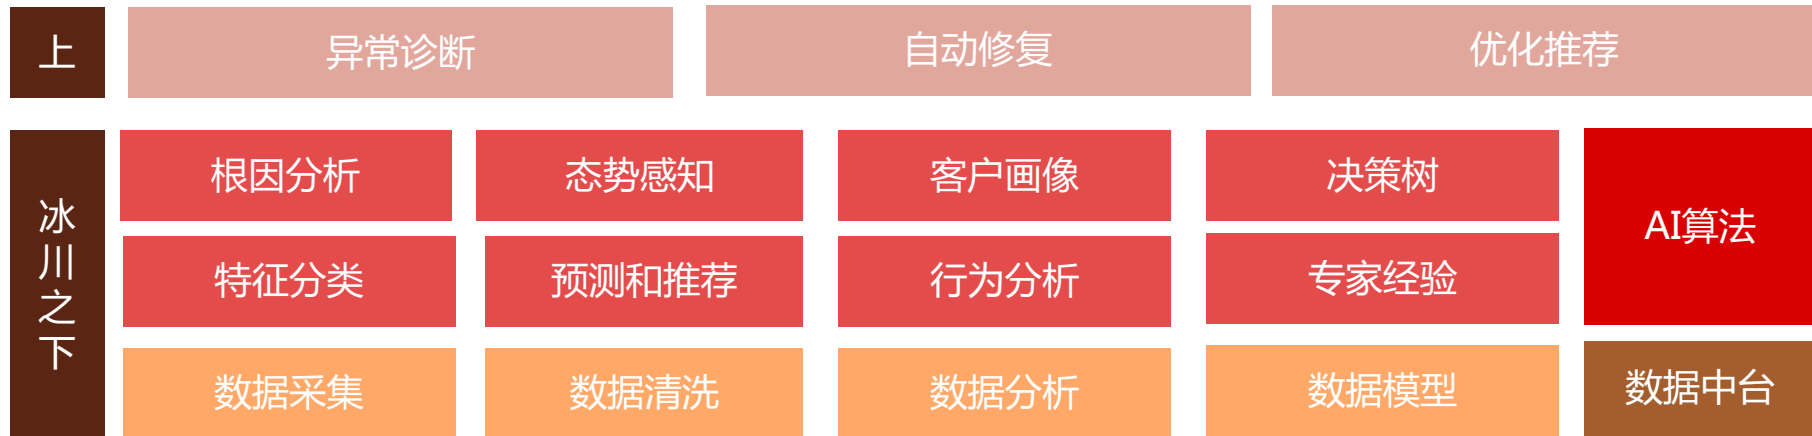 上
异常诊断
自动修复
优化推荐
冰川之下
根因分析
态势感知
客户画像
决策树
AI算法
特征分类
预测和推荐
行为分析
专家经验
数据采集
数据清洗
数据分析
数据模型
数据中台